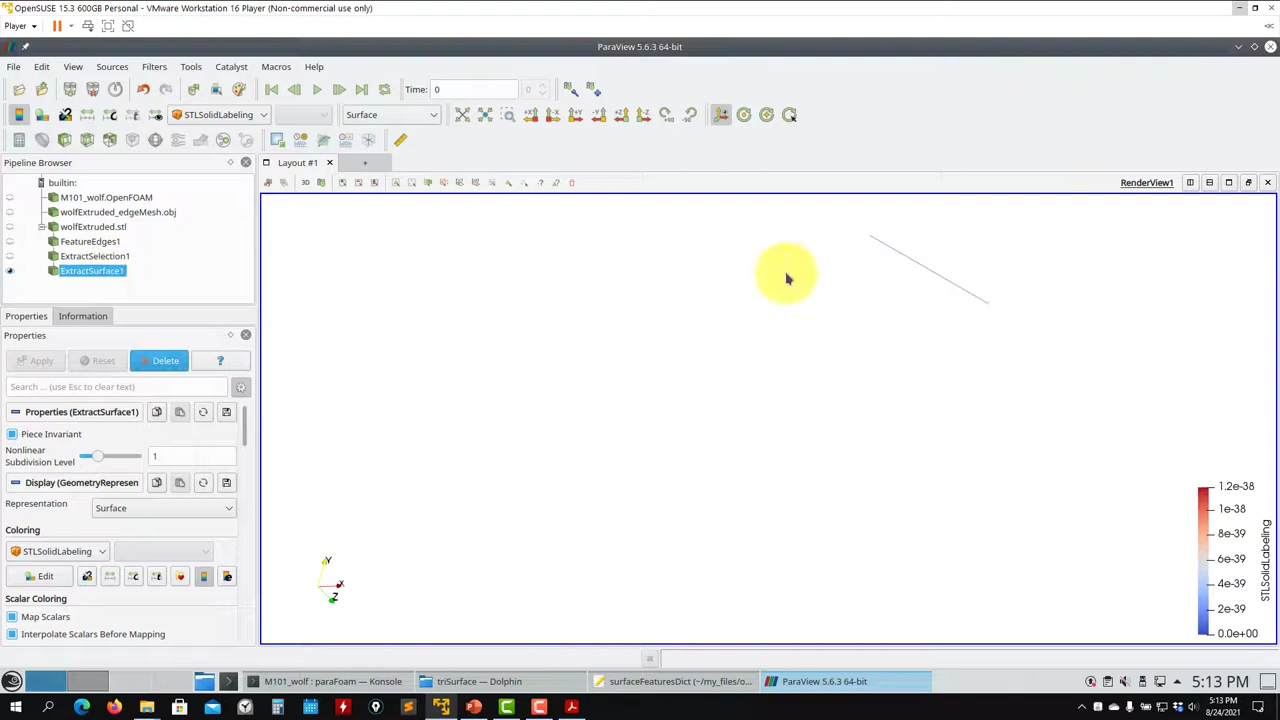 OpenSUSE 15.3 600GB Personal - VMware Workstation 16 Player (Non-commercial use only)
Player
ParaView 5.6.3 64-bit
File Edit View Sources Filters Tools Catalyst Macros Help
Time: 0 0
STLSolidLabeling Surface
Pipeline Browser
Layout #1 +
builtin:
3D RenderView1
M101_wolf.OpenFOAM
wolfExtruded_edgeMesh.obj
wolfExtruded.stl
FeatureEdges1
ExtractSelection1
ExtractSurface1
Properties Information
Properties
Apply Reset Delete ?
Search ... (use Esc to clear text)
Properties (ExtractSurface1)
Piece Invariant
Nonlinear
Subdivision Level 1
Display (GeometryRepresen
Representation Surface
Coloring
STLSolidLabeling
Edit
Scalar Coloring
Map Scalars
Interpolate Scalars Before Mapping
Y
X
Z
1.2e-38
1e-38
8e-39
6e-39
4e-39
2e-39
0.0e+00
STLSolidLabeling
M101_wolf : paraFoam — Konsole
triSurface — Dolphin
surfaceFeaturesDict (~/my_files/o...
ParaView 5.6.3 64-bit
5:13 PM
5:13 PM
8/24/2021